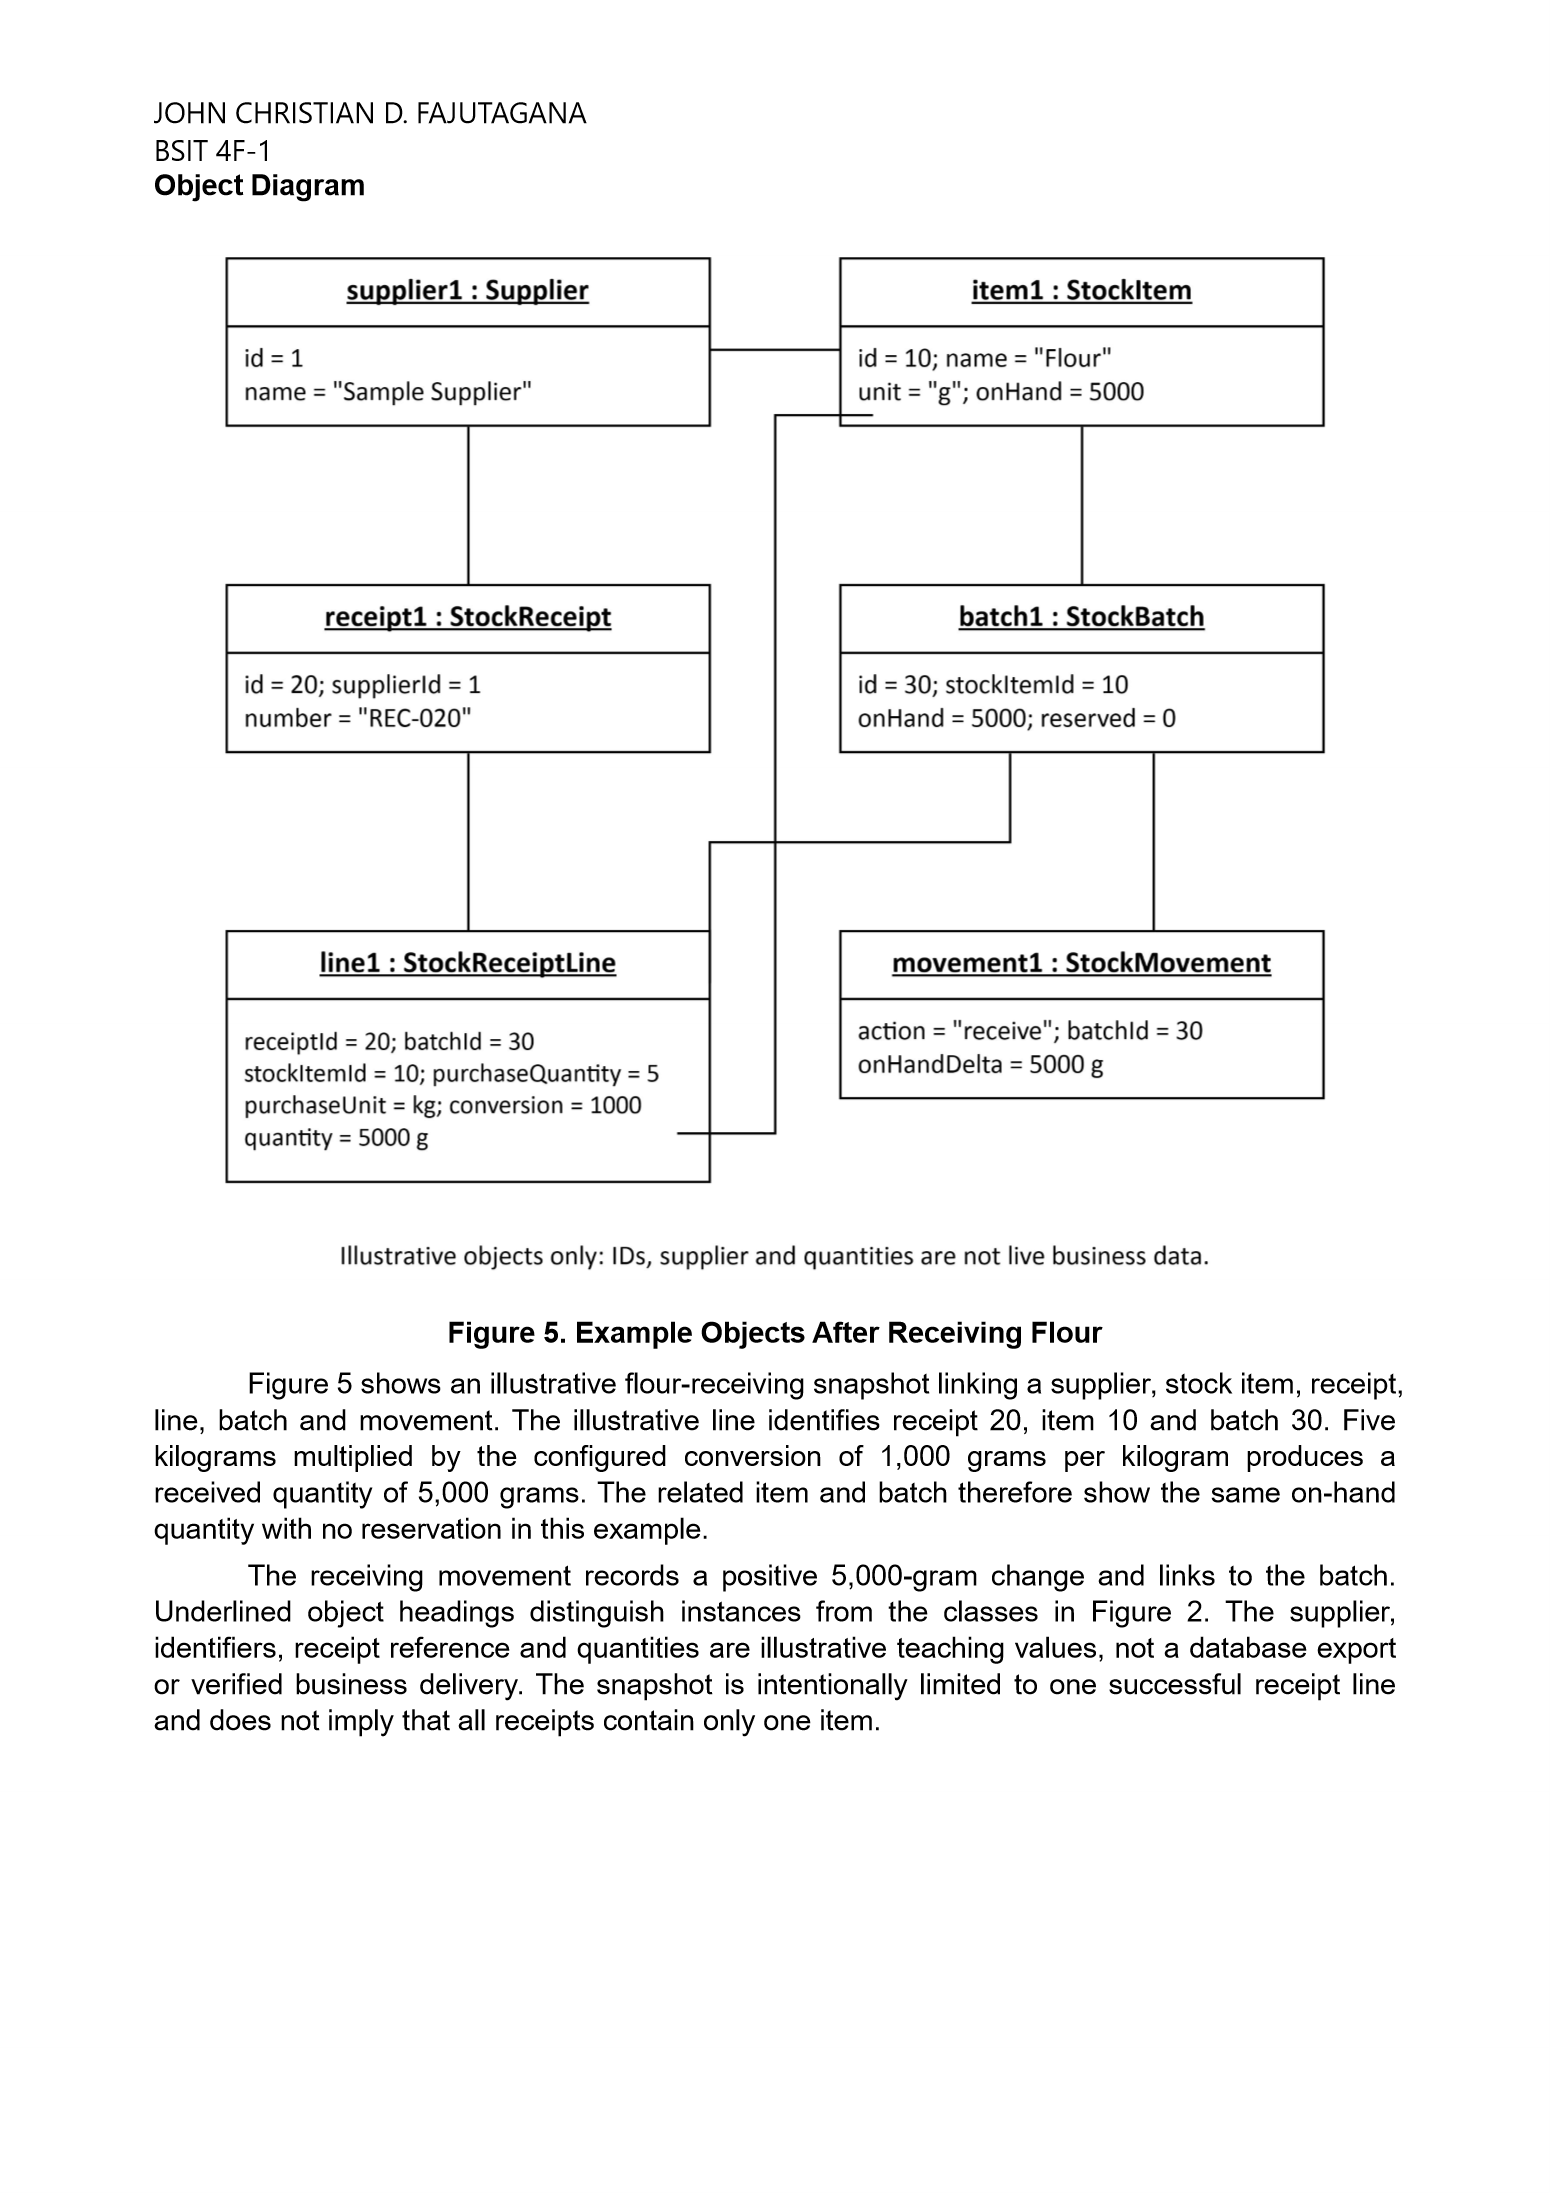 JOHN CHRISTIAN D. FAJUTAGANA
BSIT 4F-1
Object Diagram
supplier1 : Supplier
id = 1
name = "Sample Supplier"
item1 : StockItem
id = 10; name = "Flour"
unit = "g"; onHand = 5000
receipt1 : StockReceipt
id = 20; supplierId = 1
number = "REC-020"
batch1 : StockBatch
id = 30; stockItemId = 10
onHand = 5000; reserved = 0
line1 : StockReceiptLine
receiptId = 20; batchId = 30
stockItemId = 10; purchaseQuantity = 5
purchaseUnit = kg; conversion = 1000
quantity = 5000 g
movement1 : StockMovement
action = "receive"; batchId = 30
onHandDelta = 5000 g
Illustrative objects only: IDs, supplier and quantities are not live business data.
Figure 5. Example Objects After Receiving Flour
Figure 5 shows an illustrative flour-receiving snapshot linking a supplier, stock item, receipt,
line, batch and movement. The illustrative line identifies receipt 20, item 10 and batch 30. Five
kilograms multiplied by the configured conversion of 1,000 grams per kilogram produces a
received quantity of 5,000 grams. The related item and batch therefore show the same on-hand
quantity with no reservation in this example.
The receiving movement records a positive 5,000-gram change and links to the batch.
Underlined object headings distinguish instances from the classes in Figure 2. The supplier,
identifiers, receipt reference and quantities are illustrative teaching values, not a database export
or verified business delivery. The snapshot is intentionally limited to one successful receipt line
and does not imply that all receipts contain only one item.